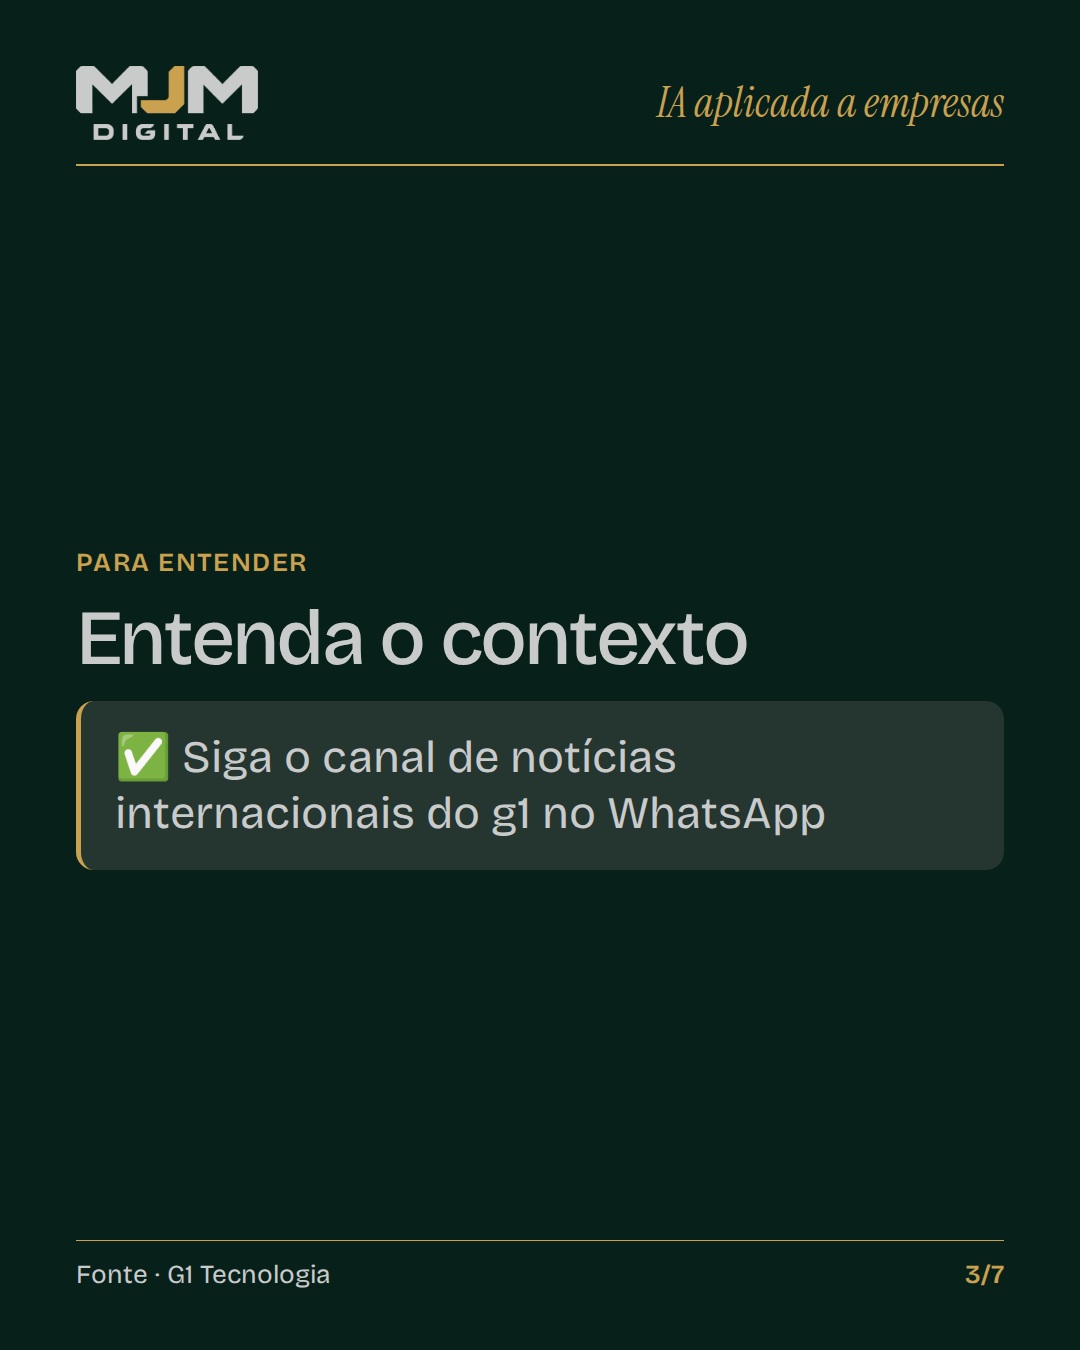 MJM
DIGITAL
IA aplicada a empresas
PARA ENTENDER
Entenda o contexto
✅ Siga o canal de notícias
internacionais do g1 no WhatsApp
Fonte · G1 Tecnologia
3/7